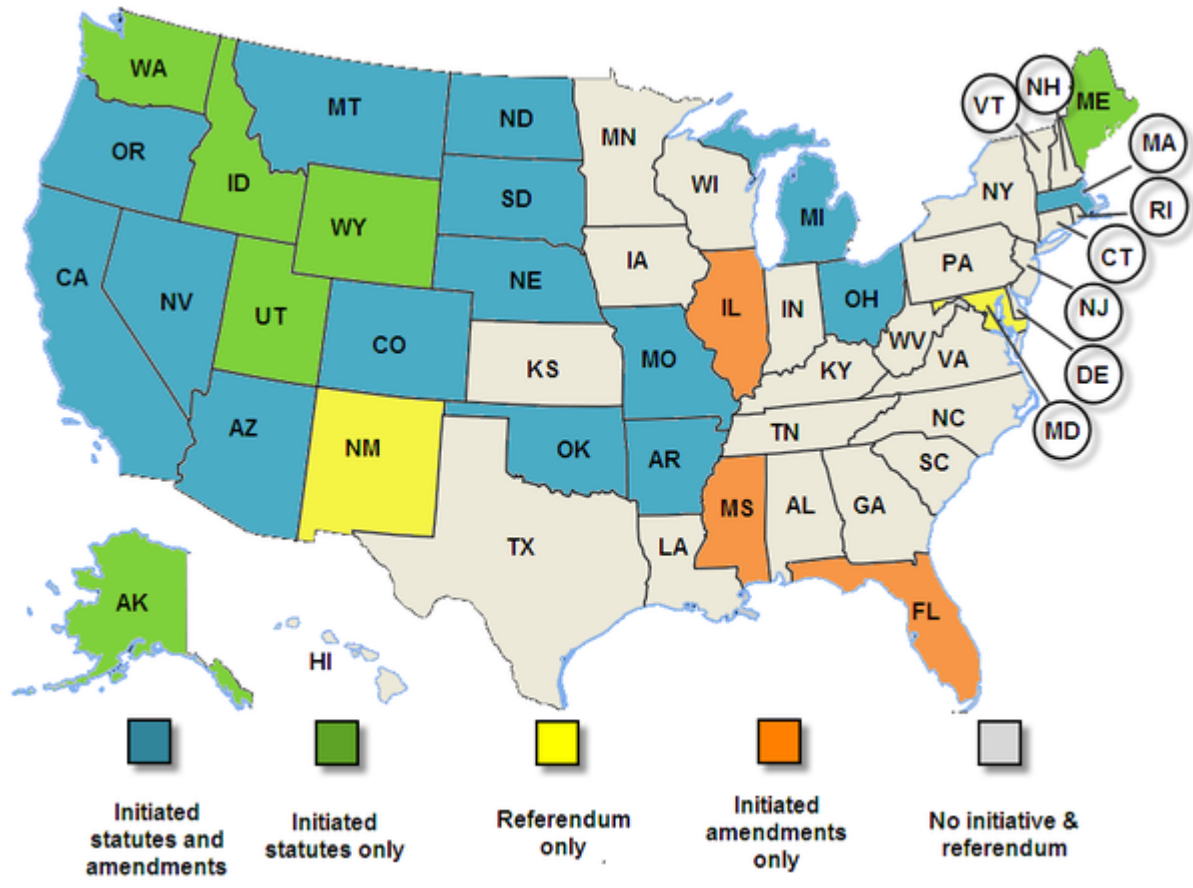 WA
MT
ND
MN
VT
NH
ME
OR
ID
SD
WI
MI
NY
MA
WY
RI
CA
NV
UT
NE
IA
PA
CT
CO
IL
IN
OH
NJ
KS
MO
WV
VA
DE
KY
AZ
NM
OK
AR
TN
NC
MD
SC
TX
LA
MS
AL
GA
AK
HI
FL
Initiated
statutes and
amendments
Initiated
statutes only
Referendum
only
Initiated
amendments
only
No initiative &
referendum